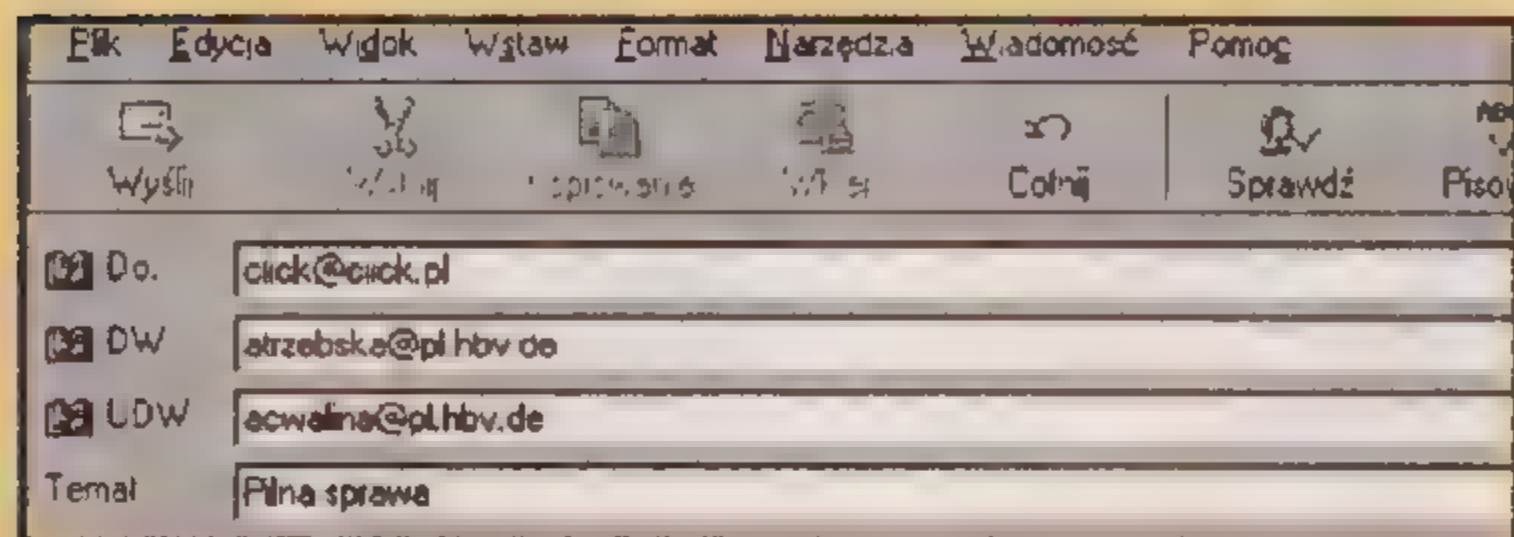 Plik Edycja Widok Wstaw Format Narzędzia Wiadomość Pomoc
Wyślij Cofnij Sprawdź
Do:
click@click.pl
DW
atrzebska@pl.hbv.de
UDW
acwalina@pl.hbv.de
Temat
Pilna sprawa